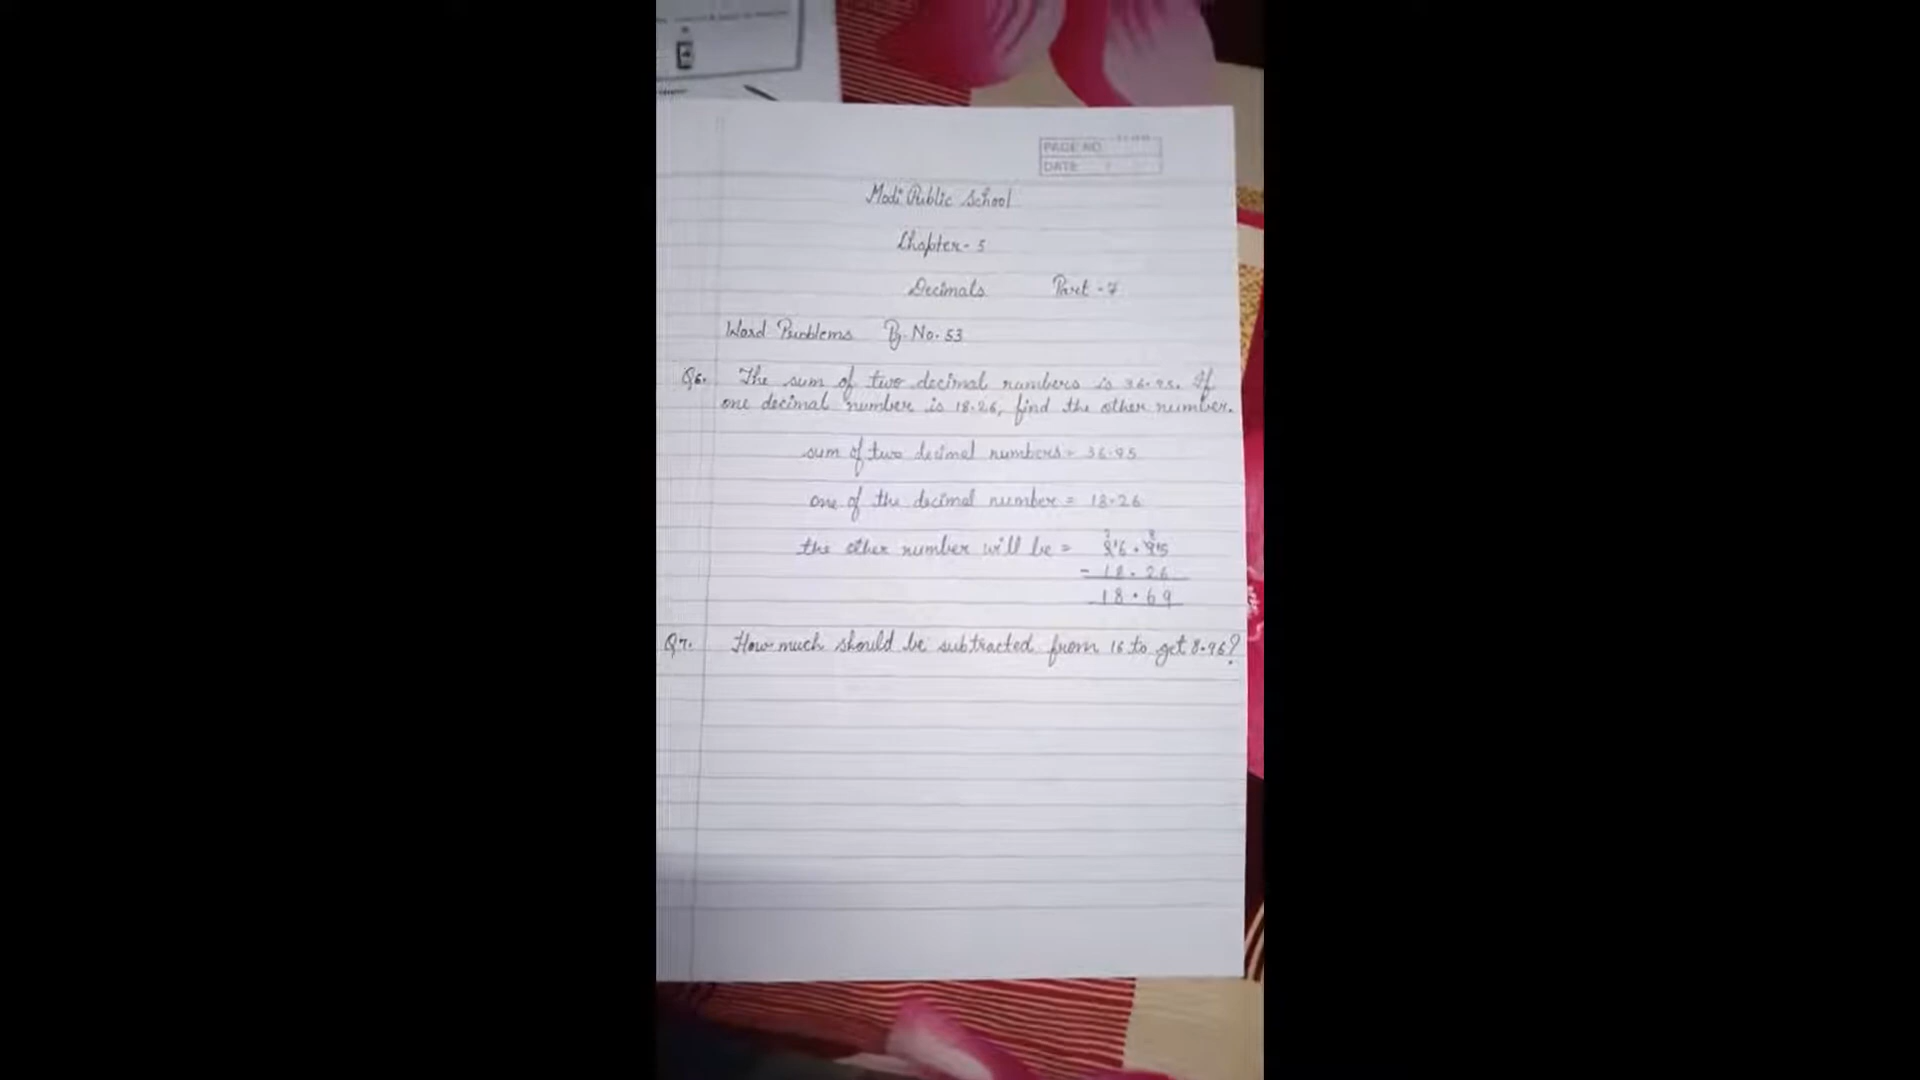 PAGE NO.
DATE
Modi Public School
Chapter - 5
Decimals Part - 7
Word Problems Pg. No. 53
Q6. The sum of two decimal numbers is 36.95. If
one decimal number is 18.26, find the other number.
sum of two decimal numbers = 36.95
one of the decimal number = 18.26
the other number will be = 36.95
- 18.26
18.69
Q7. How much should be subtracted from 16 to get 8.96?